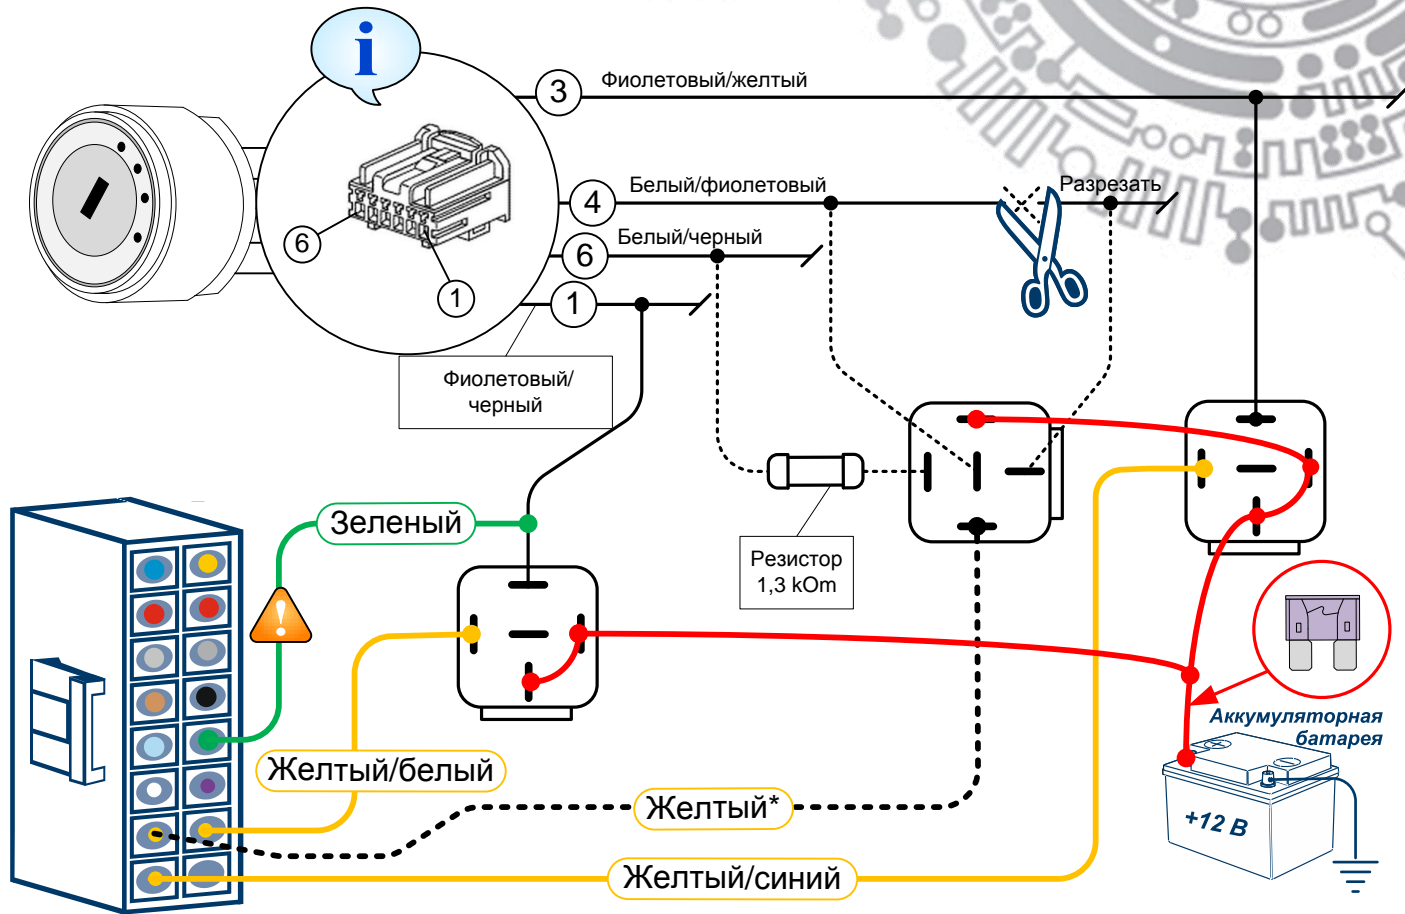 i
3
Фиолетовый/желтый
4
Белый/фиолетовый
Разрезать
6
Белый/черный
6
1
1
Фиолетовый/
черный
Зеленый
!
Резистор
1,3 kOm
Аккумуляторная
батарея
Желтый/белый
Желтый*
+12 В
Желтый/синий